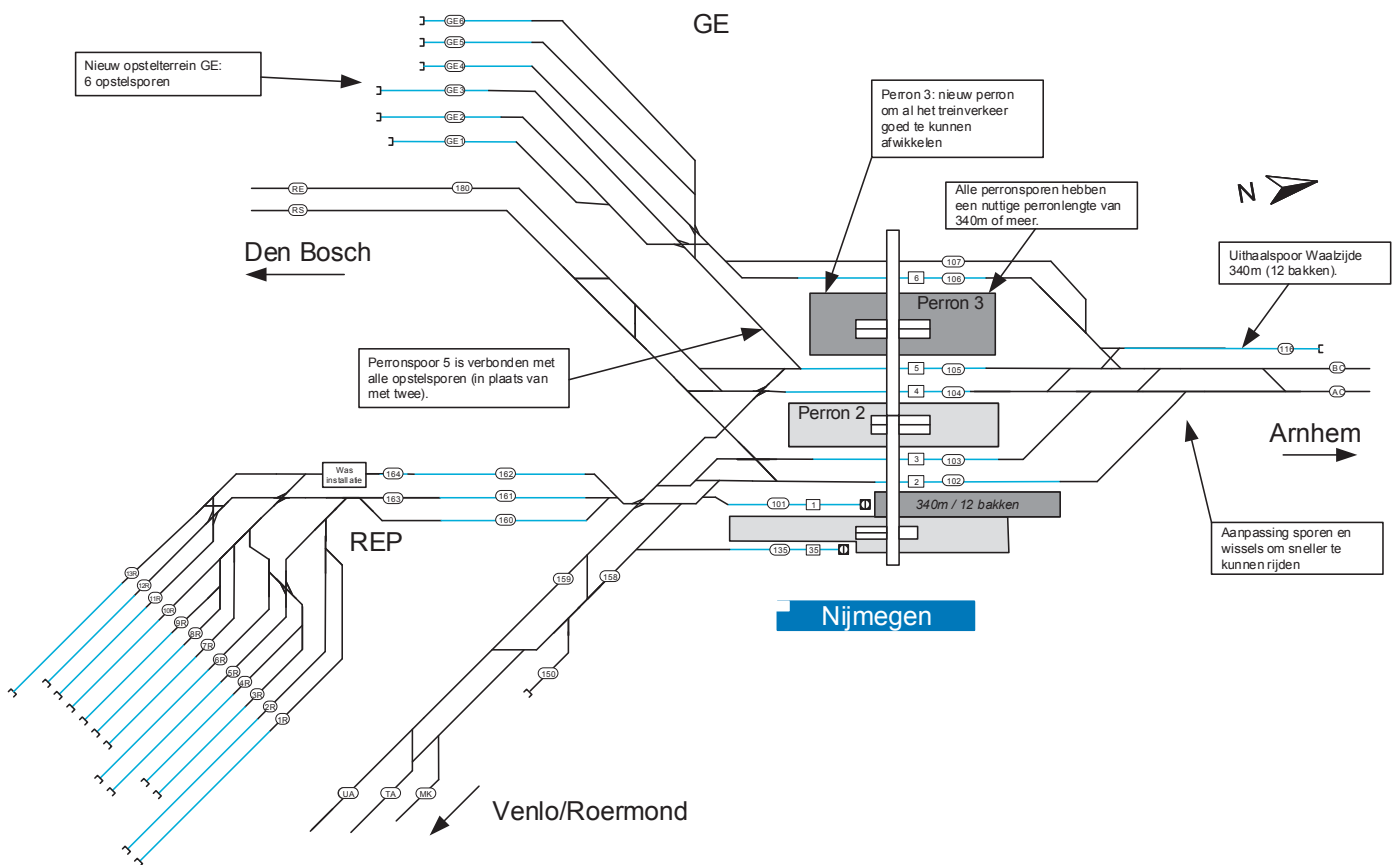 GE
GE6
GE5
GE4
GE3
GE2
GE1
Nieuw opstelterrein GE:
6 opstelsporen
Perron 3: nieuw perron
om al het treinverkeer
goed te kunnen
afwikkelen
Alle perronsporen hebben
een nuttige perronlengte van
340m of meer.
N
Uithaalspoor Waalzijde
340m (12 bakken).
RE
180
RS
Den Bosch
107
6
106
Perron 3
116
Perronspoor 5 is verbonden met
alle opstelsporen (in plaats van
met twee).
5
105
BC
4
104
AC
Perron 2
Arnhem
3
103
2
102
Was
installatie
164
162
163
161
160
REP
101
1
340m / 12 bakken
135
35
Aanpassing sporen en
wissels om sneller te
kunnen rijden
159
158
150
Nijmegen
13R
12R
11R
10R
9R
8R
7R
6R
5R
4R
3R
2R
1R
UA
TA
MK
Venlo/Roermond